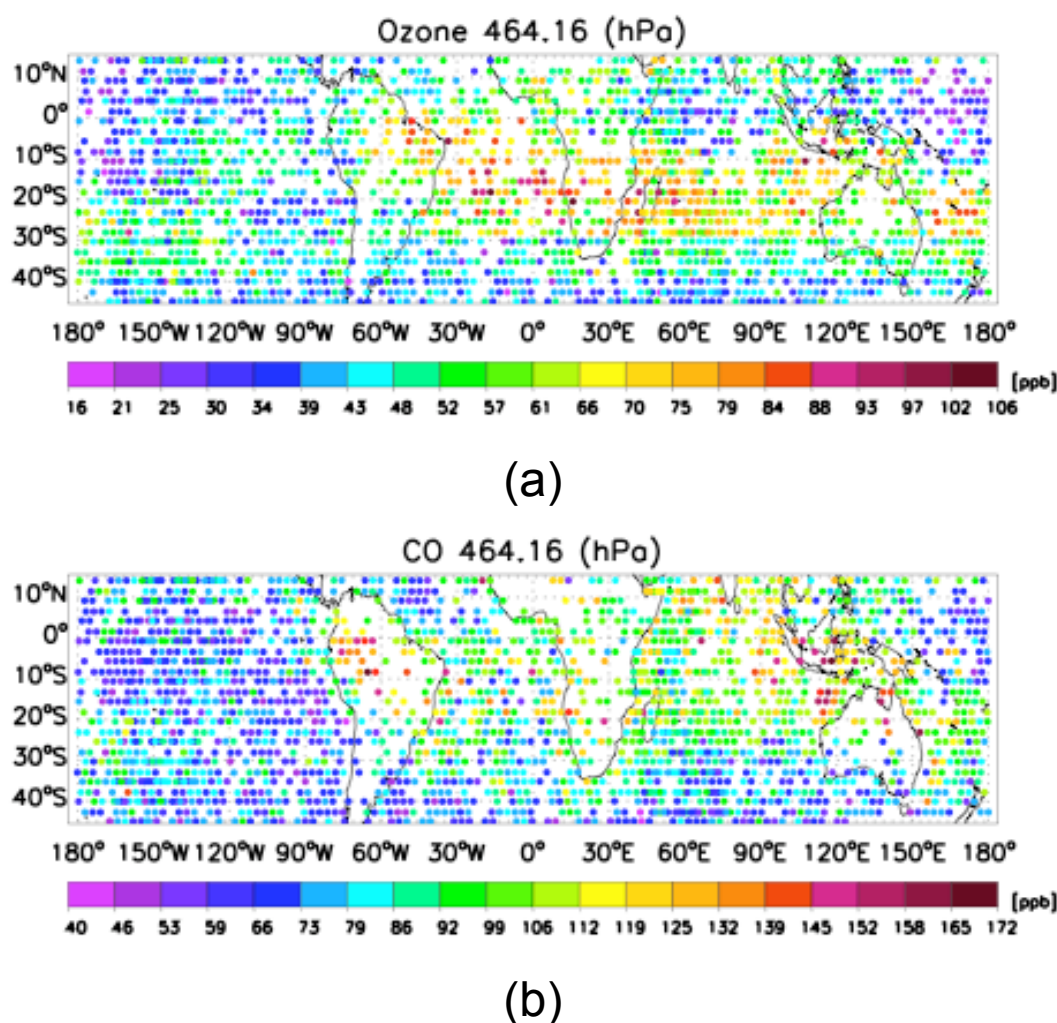 Ozone 464.16 (hPa)
10°N
0°
10°S
20°S
30°S
40°S
180° 150°W 120°W 90°W 60°W 30°W 0° 30°E 60°E 90°E 120°E 150°E 180°
16 21 25 30 34 39 43 48 52 57 61 66 70 75 79 84 88 93 97 102 106 [ppb]
(a)
CO 464.16 (hPa)
10°N
0°
10°S
20°S
30°S
40°S
180° 150°W 120°W 90°W 60°W 30°W 0° 30°E 60°E 90°E 120°E 150°E 180°
40 46 53 59 66 73 79 86 92 99 106 112 119 125 132 139 145 152 158 165 172 [ppb]
(b)